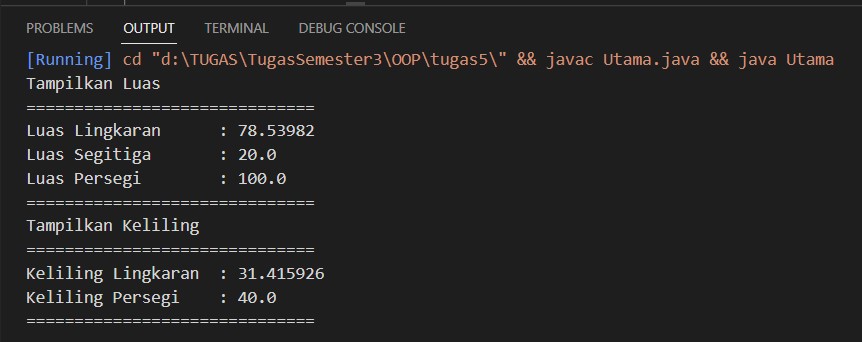 PROBLEMS OUTPUT TERMINAL DEBUG CONSOLE
[Running] cd "d:\TUGAS\TugasSemester3\OOP\tugas5\" && javac Utama.java && java Utama
Tampilkan Luas
==============================
Luas Lingkaran      : 78.53982
Luas Segitiga       : 20.0
Luas Persegi        : 100.0
==============================
Tampilkan Keliling
==============================
Keliling Lingkaran  : 31.415926
Keliling Persegi    : 40.0
==============================